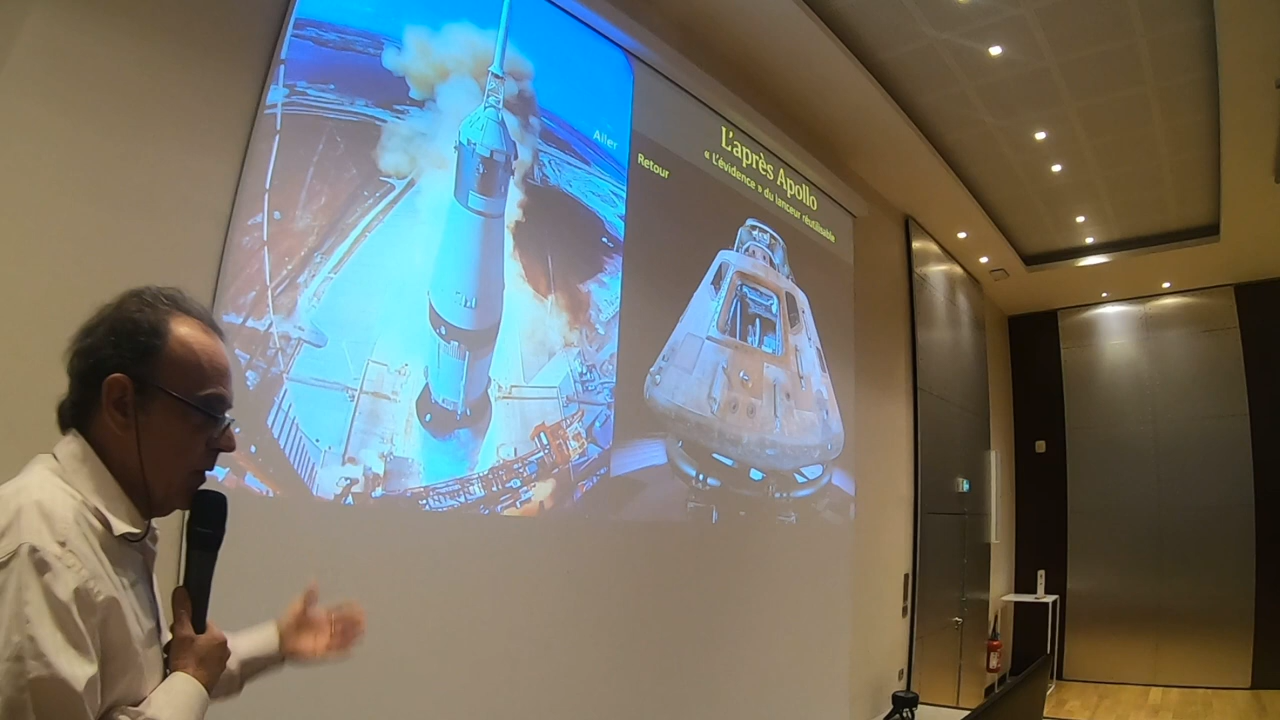 Aller
L'après Apollo
« L'évidence » du lanceur réutilisable
Retour